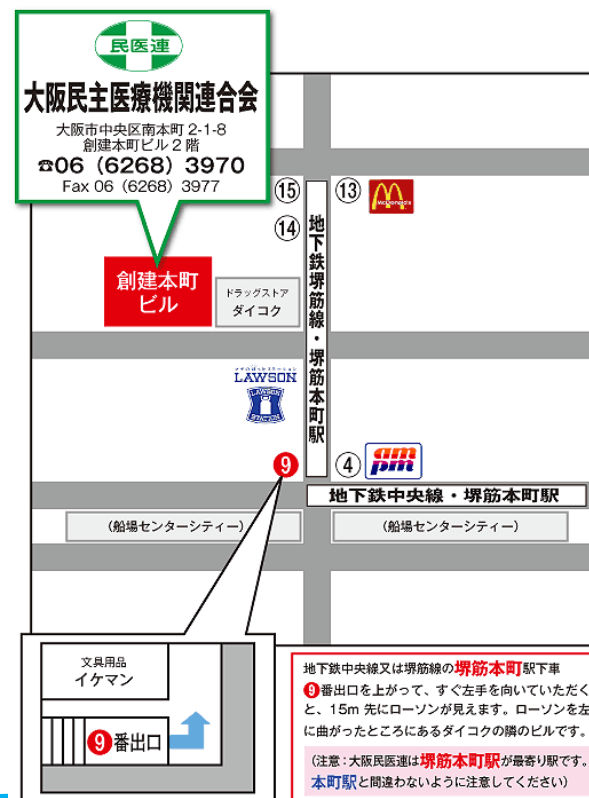 民医連
大阪民主医療機関連合会
大阪市中央区南本町 2-1-8
創建本町ビル 2 階
☎06（6268）3970
Fax 06（6268）3977
⑮
⑬
McDonald's
⑭
地下鉄堺筋線・堺筋本町駅
創建本町
ビル
ドラッグストア
ダイコク
LAWSON
LAWSON
STATION
❾
④
am
pm
地下鉄中央線・堺筋本町駅
（船場センターシティー）
（船場センターシティー）
文具用品
イケマン
❾番出口
地下鉄中央線又は堺筋線の堺筋本町駅下車
❾番出口を上がって、すぐ左手を向いていただく
と、15m 先にローソンが見えます。ローソンを左
に曲がったところにあるダイコクの隣のビルです。
（注意：大阪民医連は堺筋本町駅が最寄り駅です。
本町駅と間違わないように注意してください）